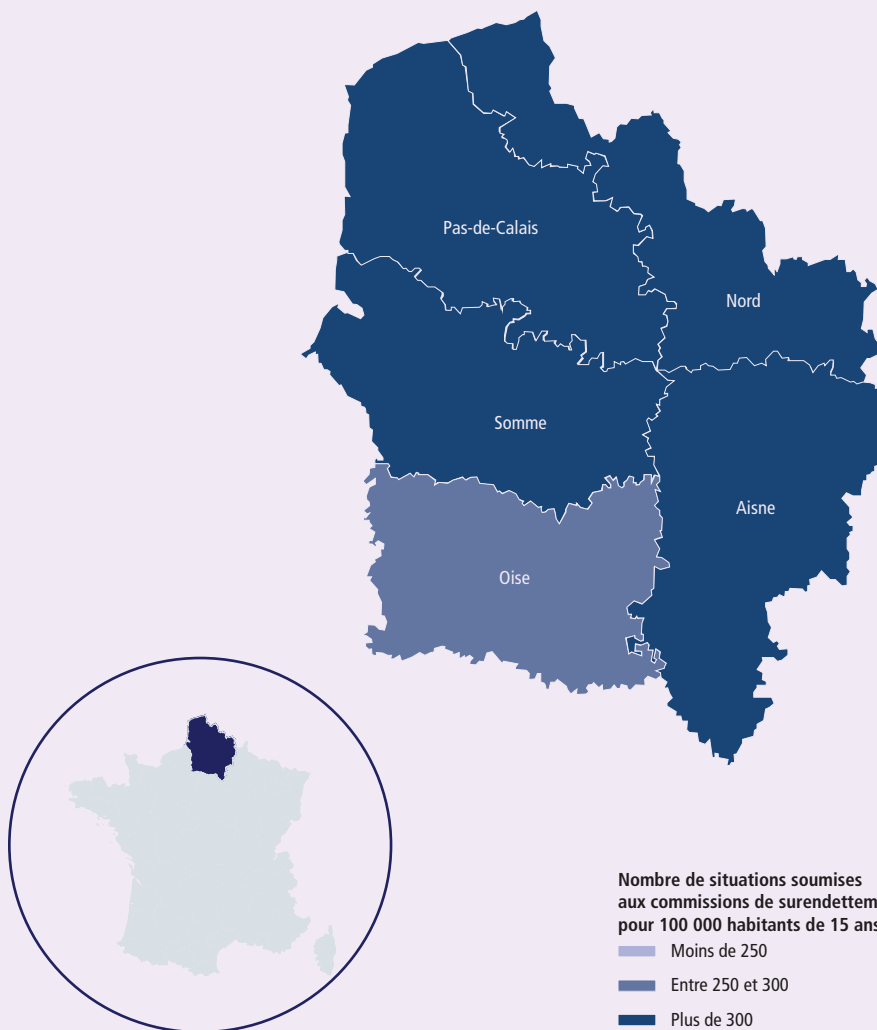 Pas-de-Calais
Nord
Somme
Aisne
Oise
Nombre de situations soumises
aux commissions de
pour 100 000 habitants de 15 ans
Moins de 250
Entre 250 et 300
Plus de 300